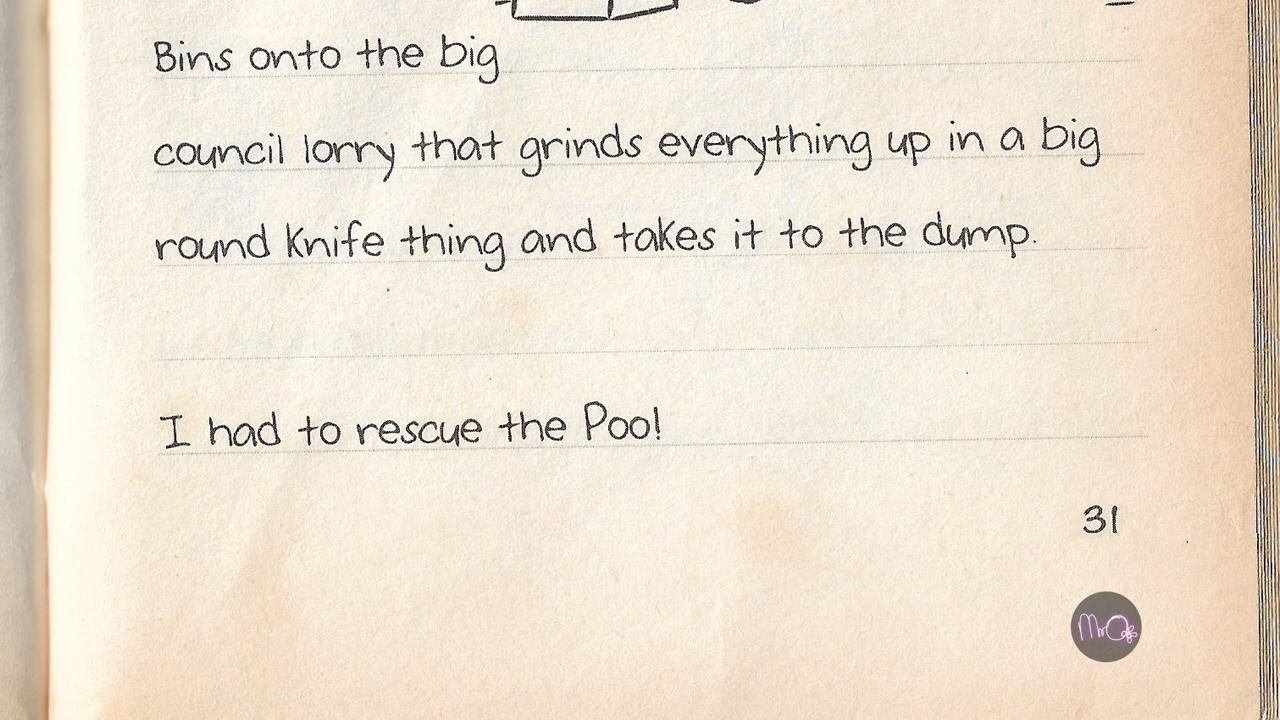 Bins onto the big
council lorry that grinds everything up in a big
round knife thing and takes it to the dump.
I had to rescue the Poo!
31